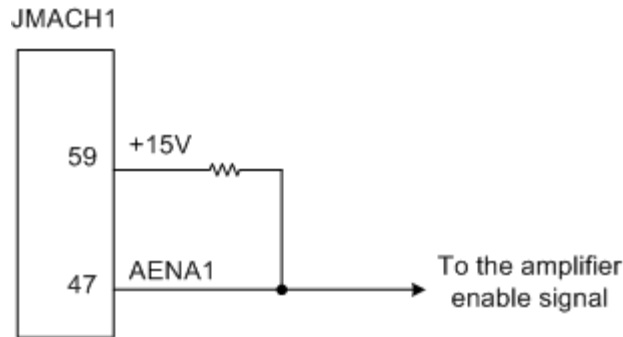 JMACH1
59
+15V
47
AENA1
To the amplifier
enable signal